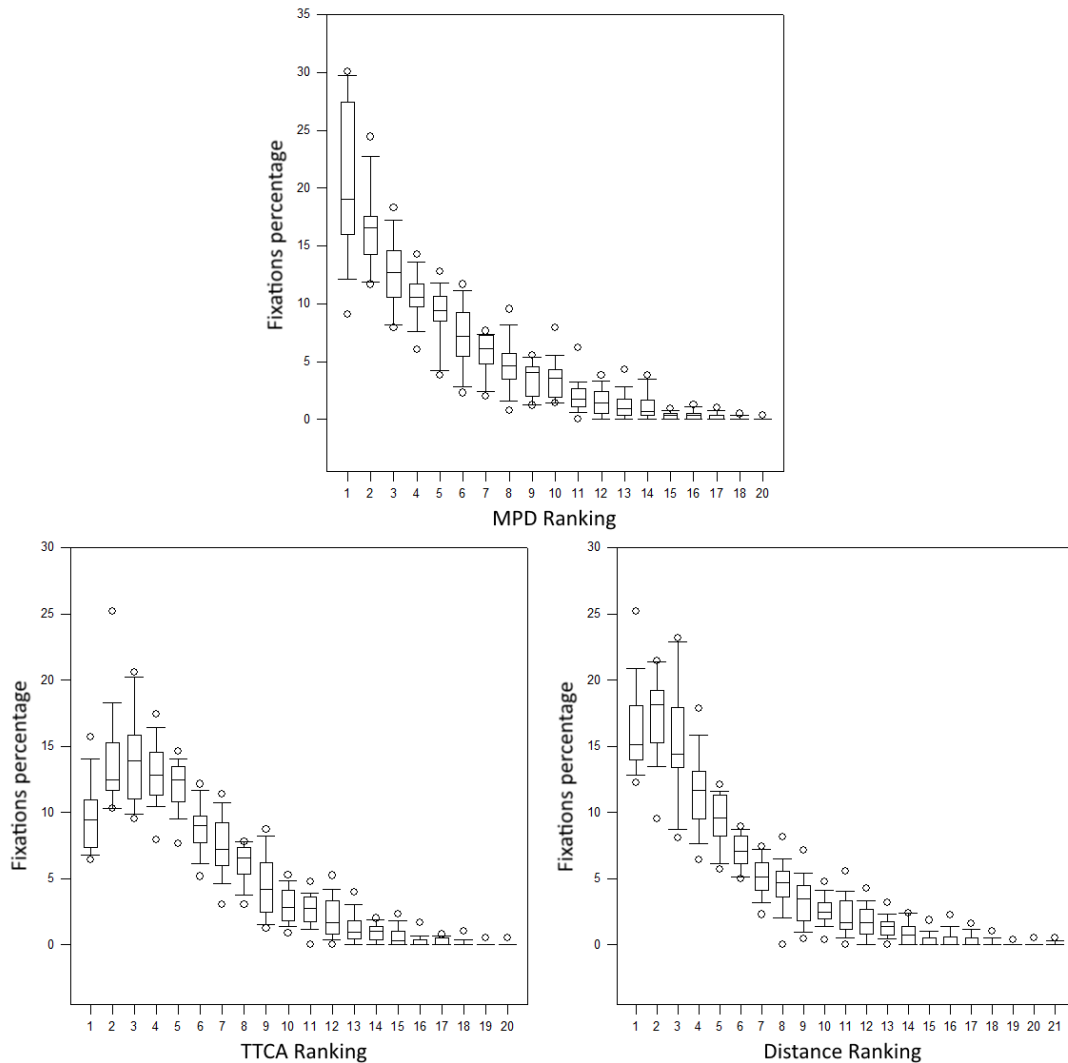 35
30
25
20
15
10
5
0
Fixations percentage
1 2 3 4 5 6 7 8 9 10 11 12 13 14 15 16 17 18 20
MPD Ranking
30
25
20
15
10
5
0
Fixations percentage
1 2 3 4 5 6 7 8 9 10 11 12 13 14 15 16 17 18 19 20
TTCA Ranking
30
25
20
15
10
5
0
Fixations percentage
1 2 3 4 5 6 7 8 9 10 11 12 13 14 15 16 17 18 19 20 21
Distance Ranking